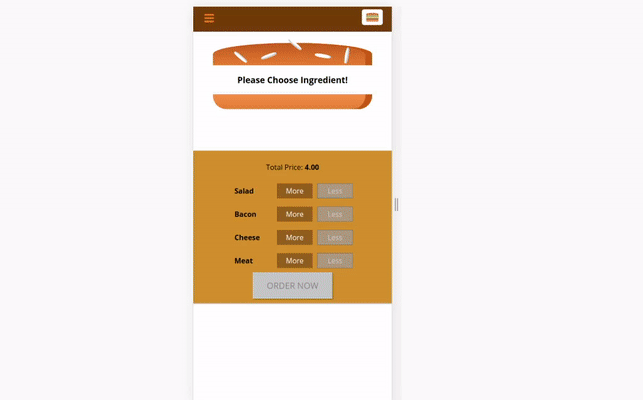 Please Choose Ingredient!
Total Price: 4.00
Salad More Less
Bacon More Less
Cheese More Less
Meat More Less
ORDER NOW